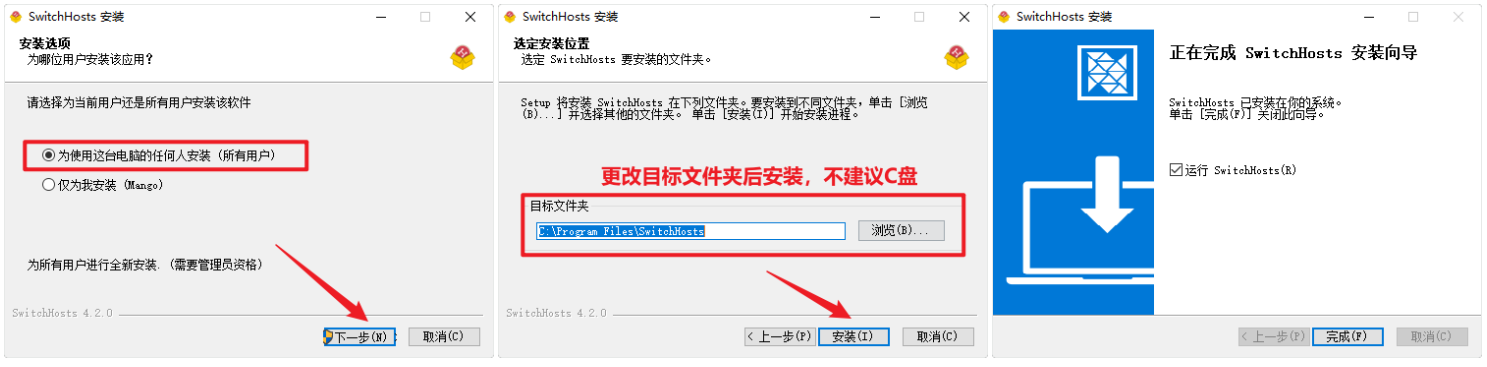 SwitchHosts 安装
安装选项
为哪位用户安装该应用？
请选择为当前用户还是所有用户安装该软件
为使用这台电脑的任何人安装（所有用户）
仅为我安装 (Mango)
为所有用户进行全新安装. （需要管理员资格）
SwitchHosts 4.2.0
下一步(N)
取消(C)
SwitchHosts 安装
选定安装位置
选定 SwitchHosts 要安装的文件夹。
Setup 将安装 SwitchHosts 在下列文件夹。要安装到不同文件夹，单击 [浏览
(B)...] 并选择其他的文件夹。 单击 [安装(I)] 开始安装进程。
更改目标文件夹后安装，不建议C盘
目标文件夹
C:\Program Files\SwitchHosts
浏览(B)...
SwitchHosts 4.2.0
< 上一步(P)
安装(I)
取消(C)
SwitchHosts 安装
正在完成 SwitchHosts 安装向导
SwitchHosts 已安装在你的系统。
单击 [完成(F)] 关闭此向导。
运行 SwitchHosts(R)
< 上一步(P)
完成(F)
取消(C)